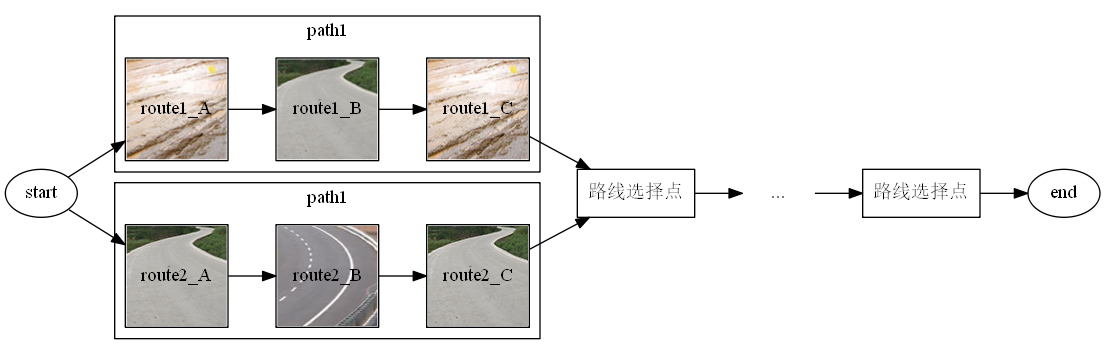 path1
route1_A
route1_B
route1_C
start
路线选择点
...
路线选择点
end
path1
route2_A
route2_B
route2_C